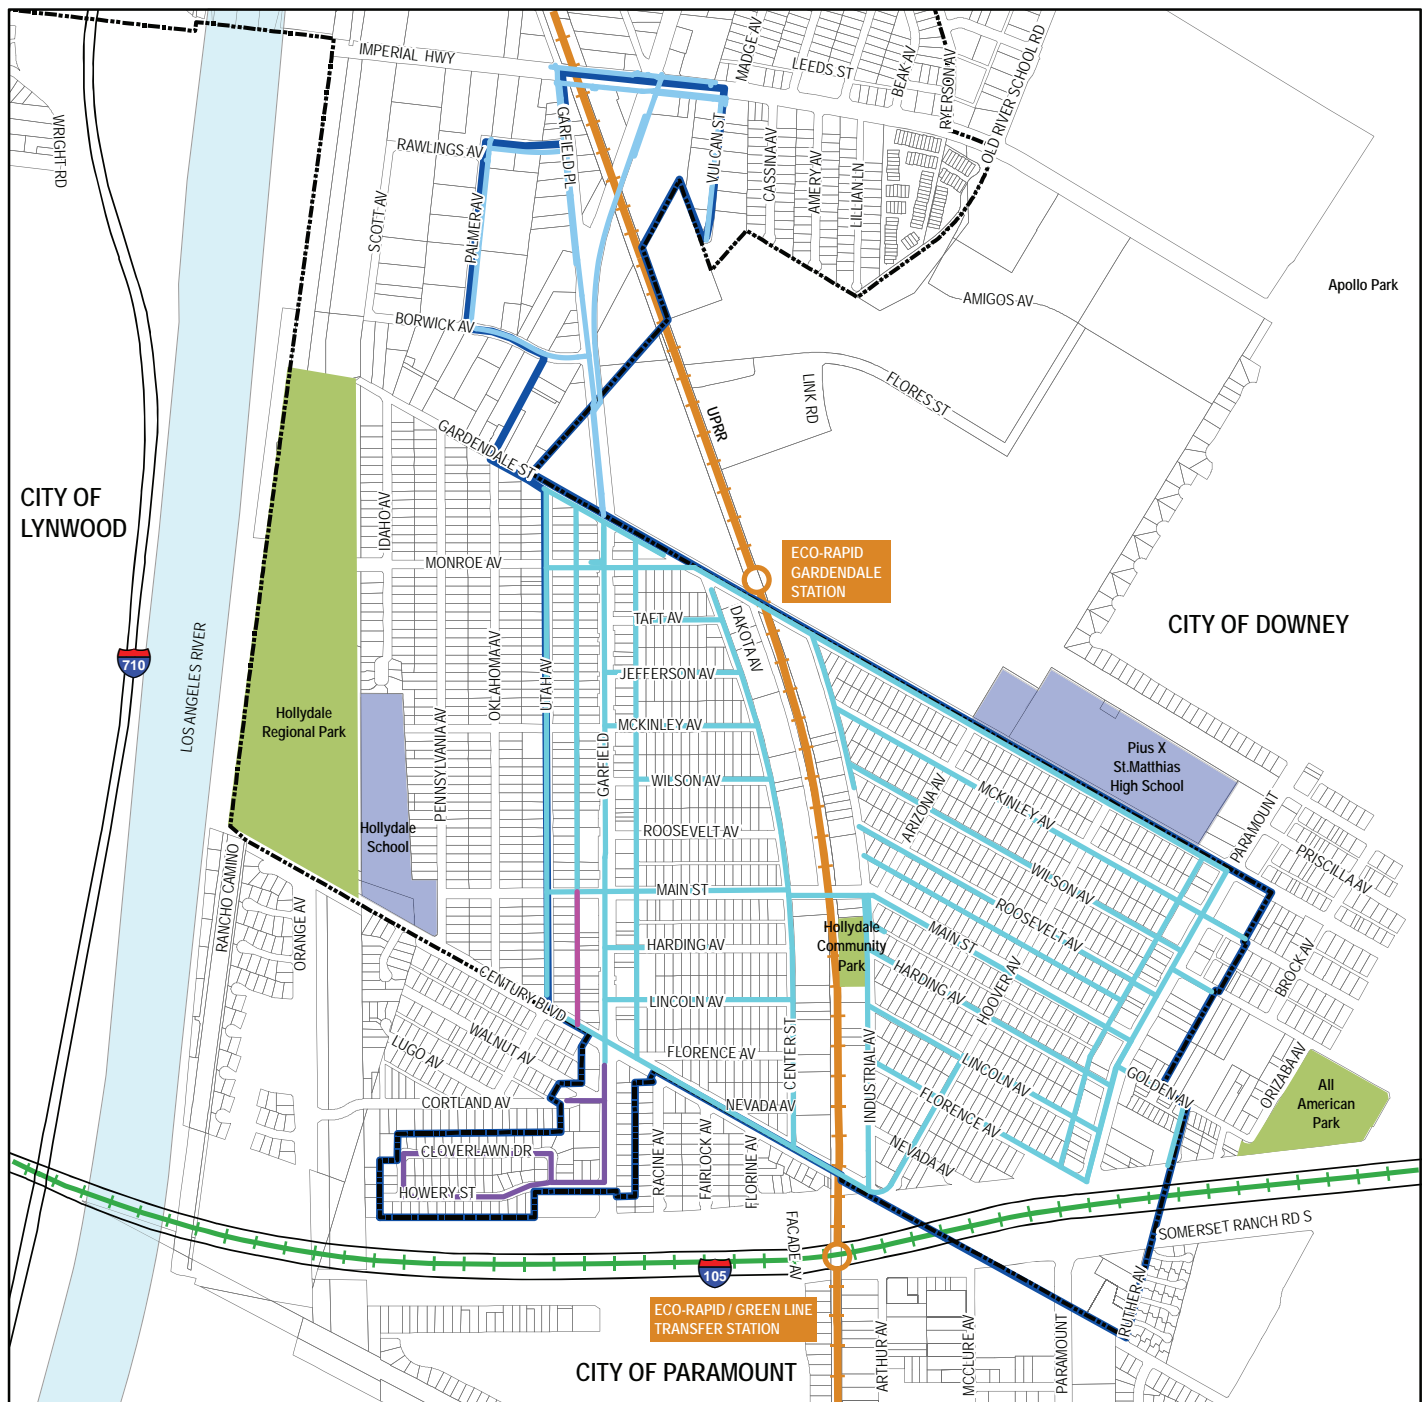 IMPERIAL HWY
MADGE AV
LEEDS ST
BEAK AV
RYERSON AV
OLD RIVER SCHOOL RD
WRIGHT RD
RAWLINGS AV
GARFIELD PL
VULCAN ST
CASSINA AV
AMERY AV
LILLIAN LN
SCOTT AV
PALMER AV
BORWICK AV
AMIGOS AV
Apollo Park
LINK RD
FLORES ST
UPRR
GARDENDALE ST
CITY OF
LYNWOOD
IDAHO AV
MONROE AV
ECO-RAPID
GARDENDALE
STATION
CITY OF DOWNEY
TAFT AV
DAKOTA AV
710
LOS ANGELES RIVER
OKLAHOMA AV
UTAH AV
JEFFERSON AV
Hollydale
Regional Park
PENNSYLVANIA AV
MCKINLEY AV
GARFIELD
WILSON AV
Pius X
St.Matthias
High School
ARIZONA AV
MCKINLEY AV
Hollydale
School
ROOSEVELT AV
PARAMOUNT
PRISCILLA AV
RANCHO CAMINO
ORANGE AV
MAIN ST
WILSON AV
ROOSEVELT AV
Hollydale
Community
Park
MAIN ST
HARDING AV
HARDING AV
HOOVER AV
BROCK AV
CENTURY BLVD
LINCOLN AV
WALNUT AV
LUGO AV
FLORENCE AV
CENTER ST
INDUSTRIAL AV
LINCOLN AV
GOLDEN AV
ORIZABA AV
All
American
Park
CORTLAND AV
NEVADA AV
FLORENCE AV
CLOVERLAWN DR
RACINE AV
FAIRLOCK AV
FLORINE AV
NEVADA AV
HOWERY ST
FACADE AV
SOMERSET RANCH RD S
105
RUTHER AV
ECO-RAPID / GREEN LINE
TRANSFER STATION
ARTHUR AV
MCCLURE AV
PARAMOUNT
CITY OF PARAMOUNT